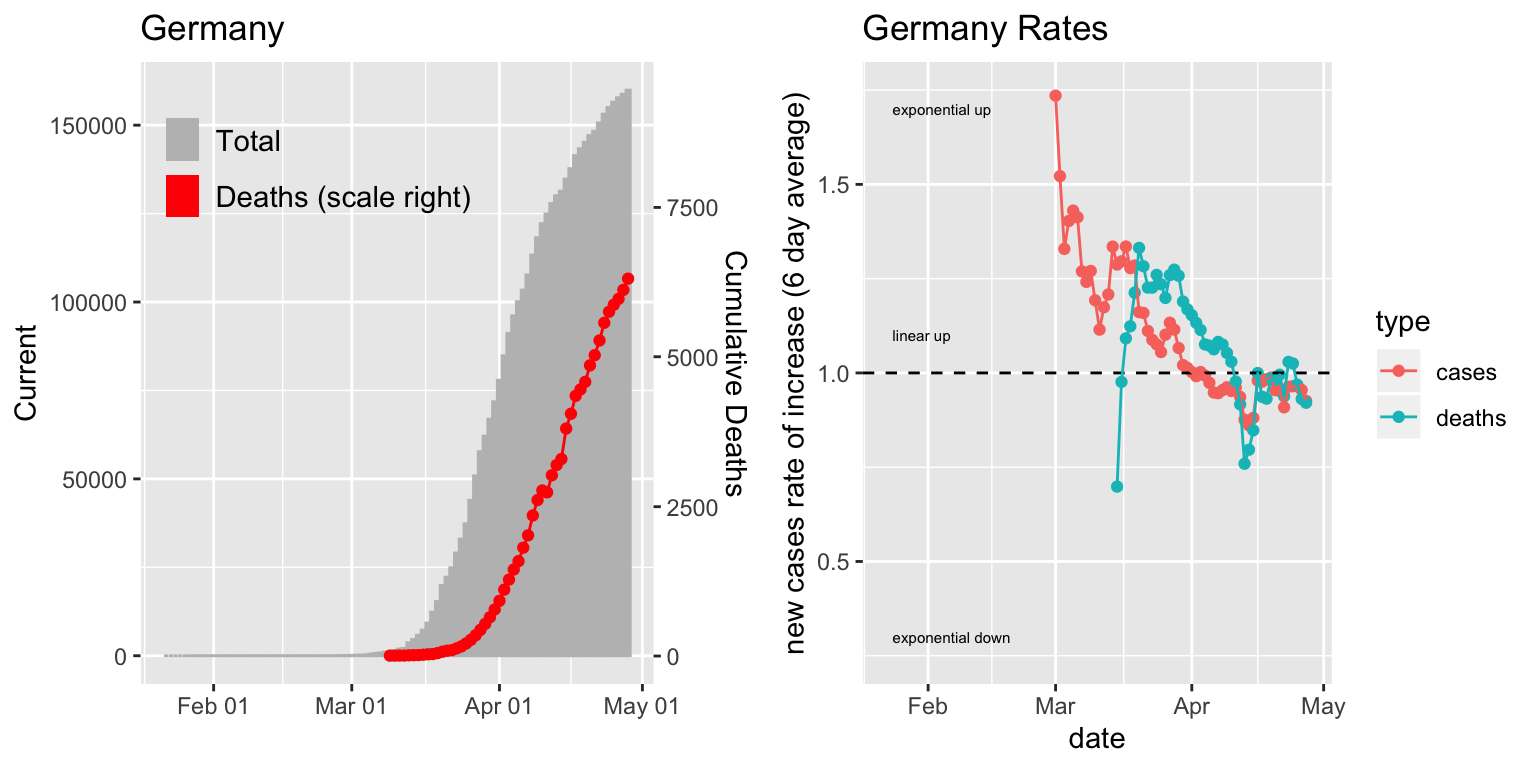 Germany
Total
Deaths (scale right)
Current
150000
100000
50000
0
Cumulative Deaths
7500
5000
2500
0
Feb 01
Mar 01
Apr 01
May 01
Germany Rates
new cases rate of increase (6 day average)
1.5
1.0
0.5
exponential up
linear up
exponential down
Feb
Mar
Apr
May
date
type
cases
deaths